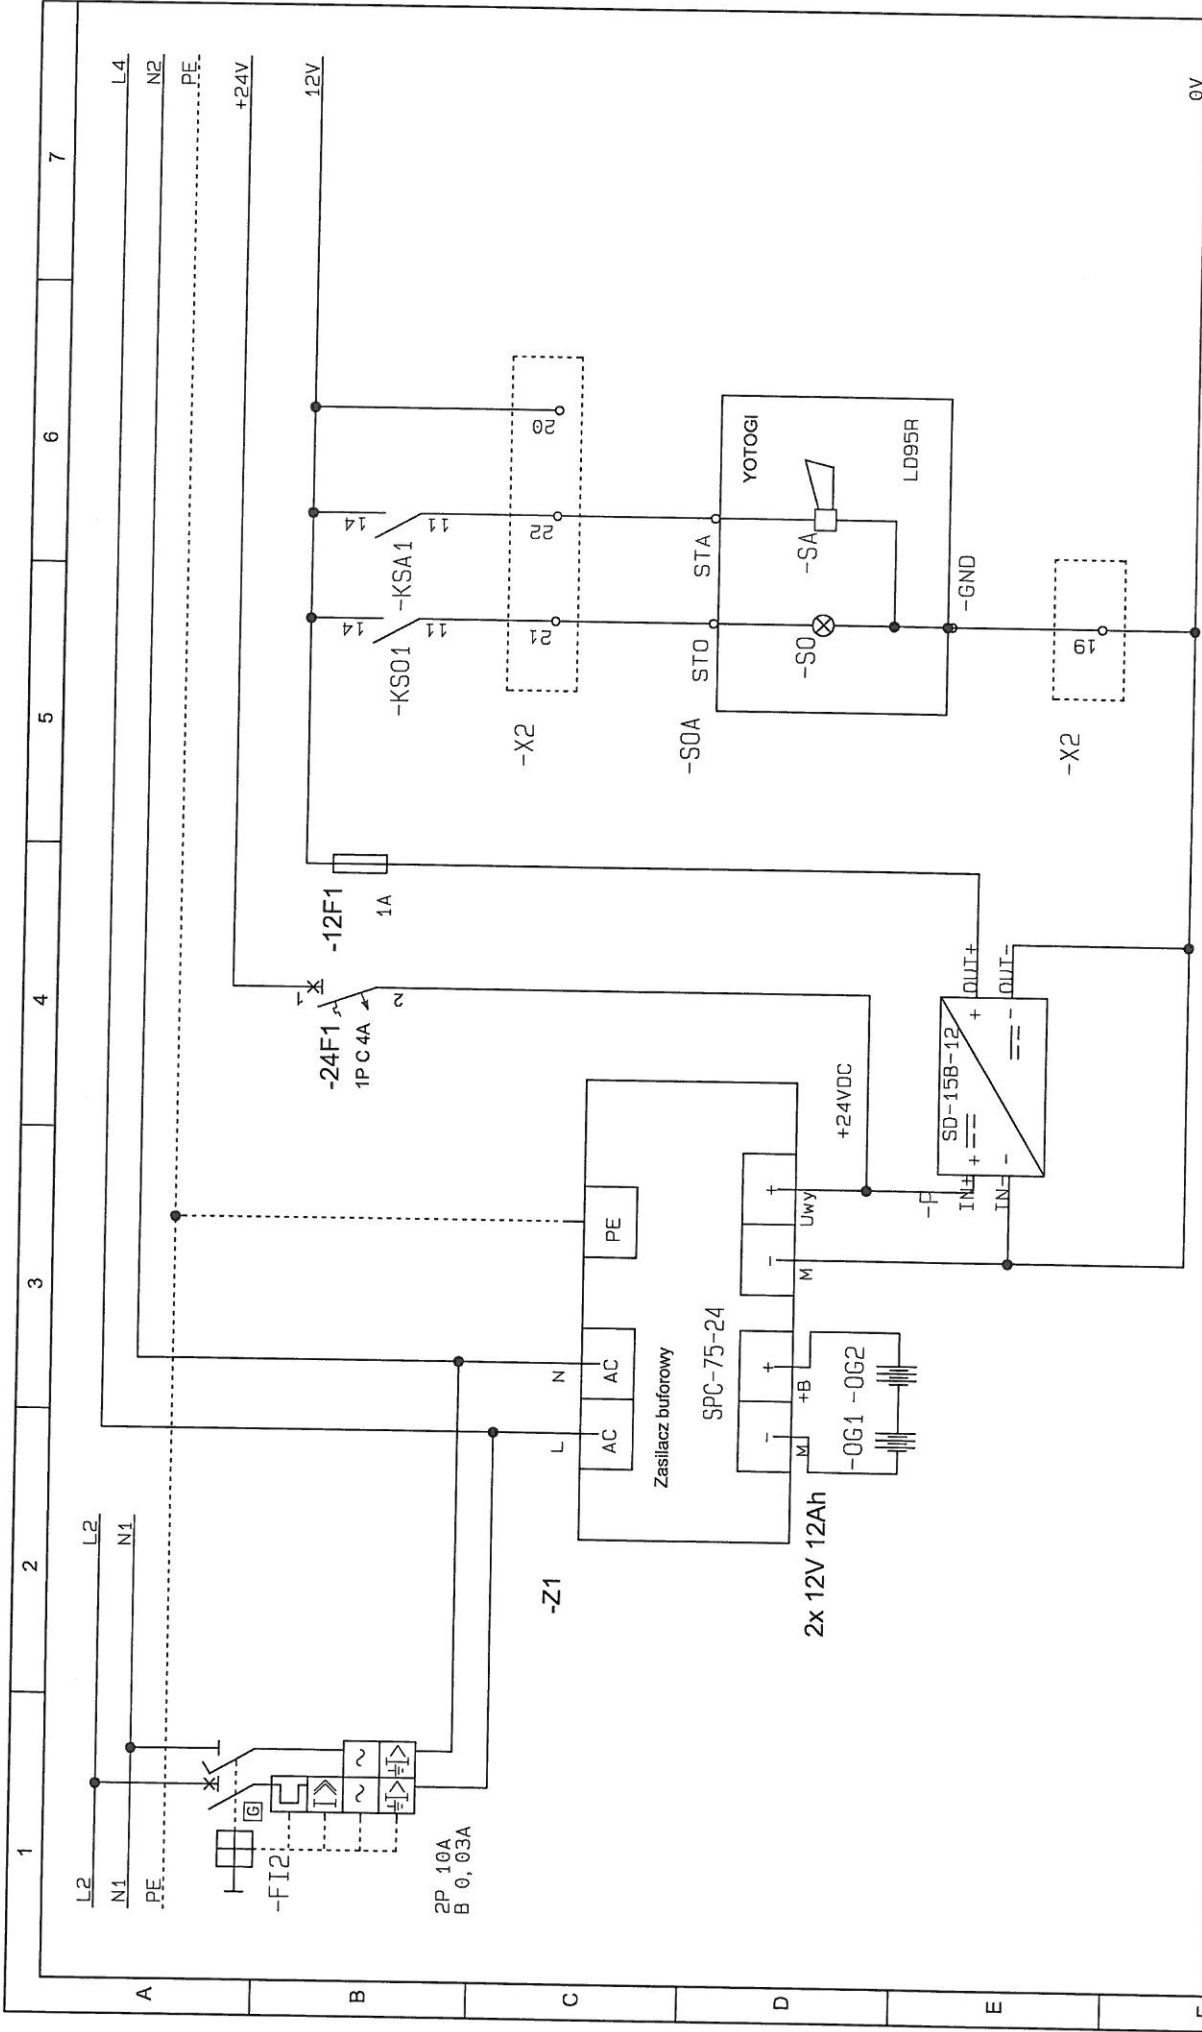 1
2
3
4
5
6
7
A
B
C
D
E
L2
N1
PE
L2
N1
L4
N2
PE
+24V
12V
-FI2
G
I>>
~
~
I>
I>
2P 10A
B 0,03A
-Z1
L
N
AC
AC
PE
Zasilacz buforowy
SPC-75-24
-
+
-
+
M
+B
M
Uwy
+24VDC
-OG1
-OG2
2x 12V 12Ah
-24F1
1P C 4A
1
2
-12F1
1A
-P
IN+
IN-
+
-
SD-15B-12
+
-
OUT+
OUT-
-KSO1
14
11
-KSA1
14
11
-X2
21
22
20
-SOA
STO
STA
YOTOGI
-SO
-SA
LD95R
-GND
-X2
19
0V